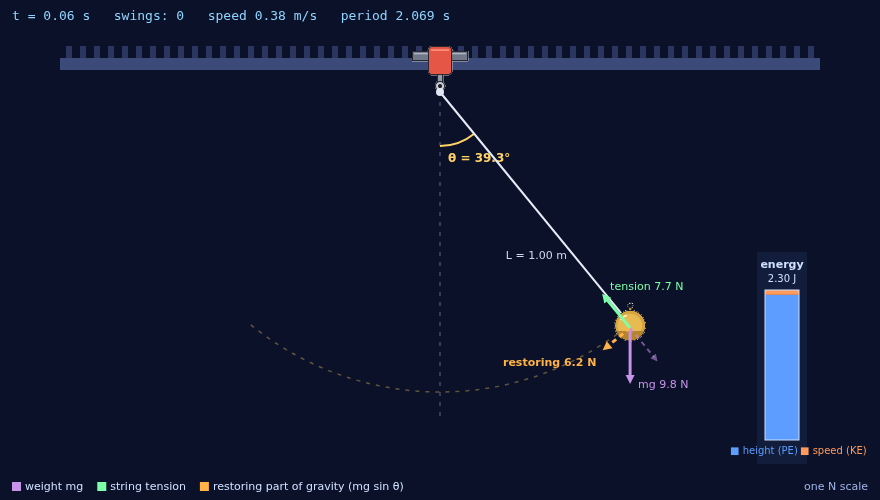 t = 0.06 s   swings: 0   speed 0.38 m/s   period 2.069 s
θ = 39.3°
L = 1.00 m
energy
2.30 J
tension 7.7 N
restoring 6.2 N
mg 9.8 N
height (PE) speed (KE)
weight mg string tension restoring part of gravity (mg sin θ) one N scale